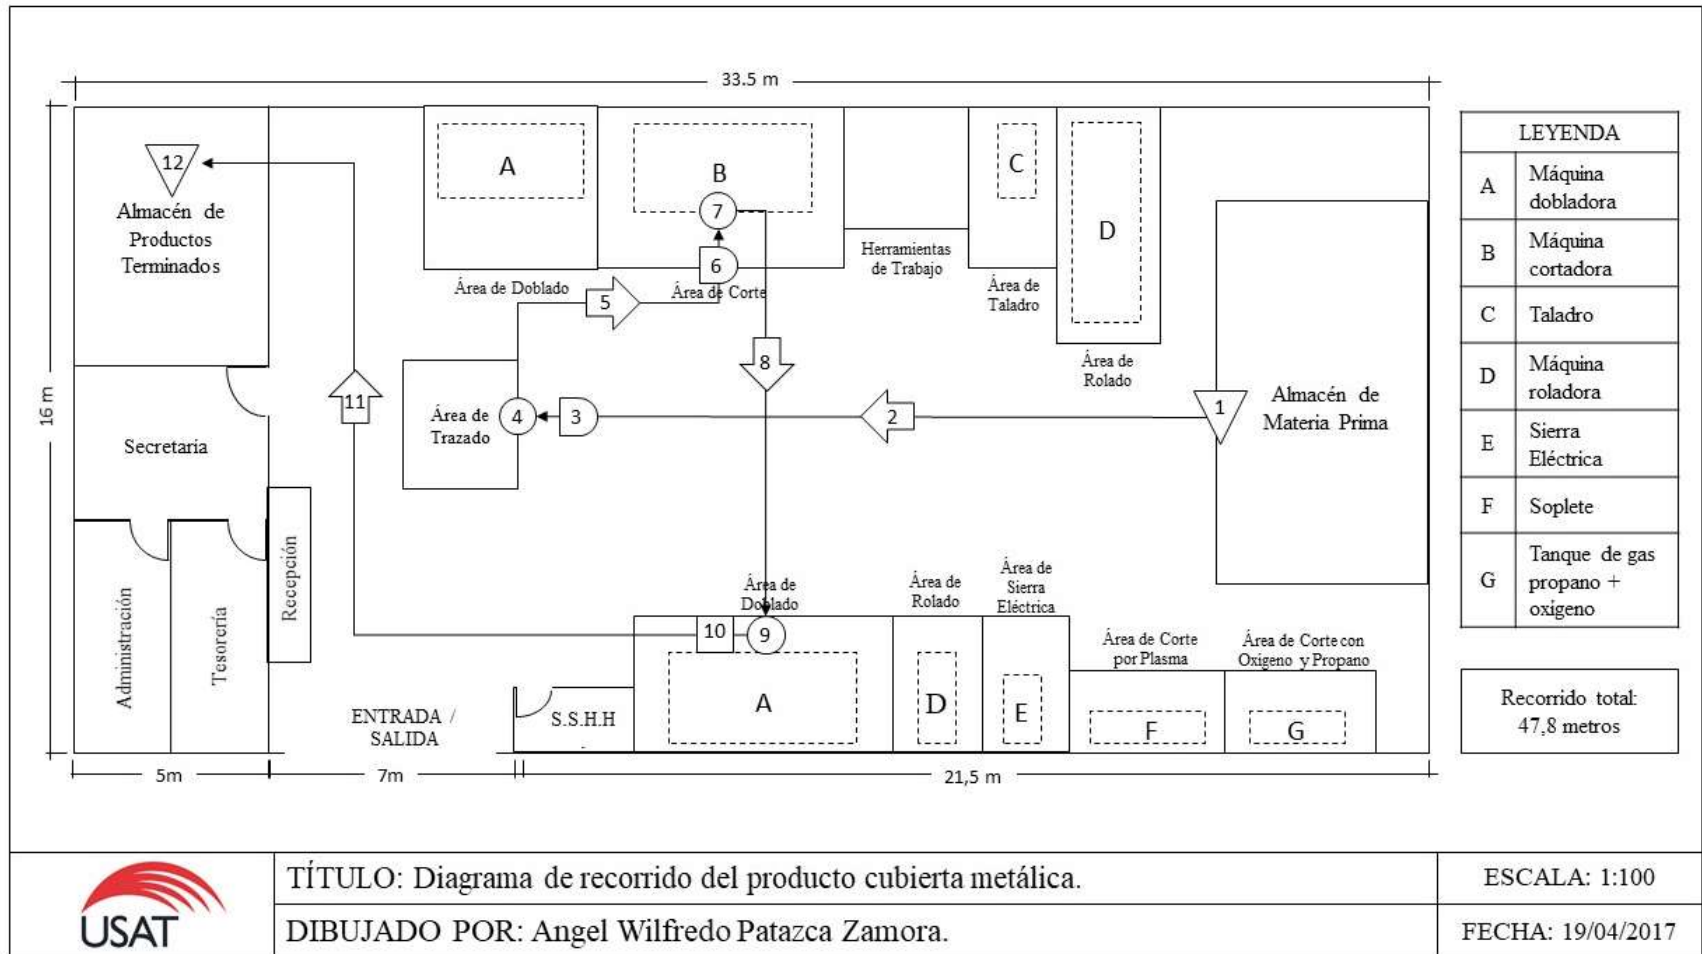 33.5 m
16 m
12
Almacén de
Productos
Terminados
A
B
7
6
Área de Doblado
Área de Corte
5
Herramientas
de Trabajo
C
Área de
Taladro
D
Área de
Rolado
8
11
Área de
Trazado
4
3
2
1
Almacén de
Materia Prima
Secretaria
Administración
Tesorería
Recepción
ENTRADA /
SALIDA
S.S.H.H
.
Área de
Doblado
10
9
A
Área de
Rolado
D
Área de
Sierra
Eléctrica
E
Área de Corte
por Plasma
F
Área de Corte con
Oxigeno y Propano
G
5m
7m
21,5 m
LEYENDA
A
Máquina
dobladora
B
Máquina
cortadora
C
Taladro
D
Máquina
roladora
E
Sierra
Eléctrica
F
Soplete
G
Tanque de gas
propano +
oxígeno
Recorrido total:
47,8 metros
USAT
TÍTULO: Diagrama de recorrido del producto cubierta metálica.
ESCALA: 1:100
DIBUJADO POR: Angel Wilfredo Patazca Zamora.
FECHA: 19/04/2017